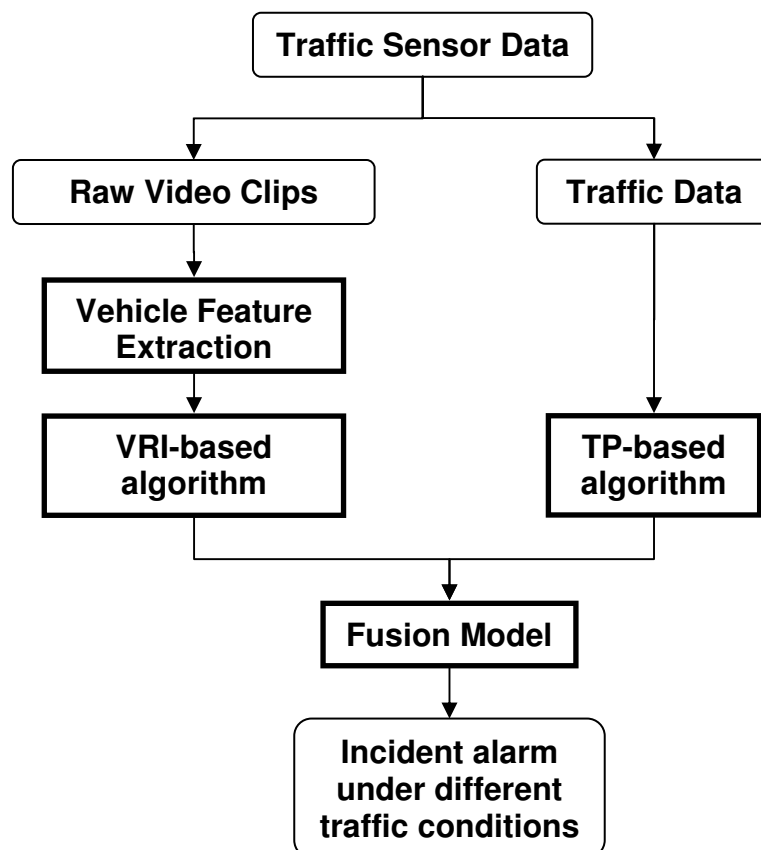 Traffic Sensor Data
Raw Video Clips
Traffic Data
Vehicle Feature
Extraction
VRI-based
algorithm
TP-based
algorithm
Fusion Model
Incident alarm
under different
traffic conditions